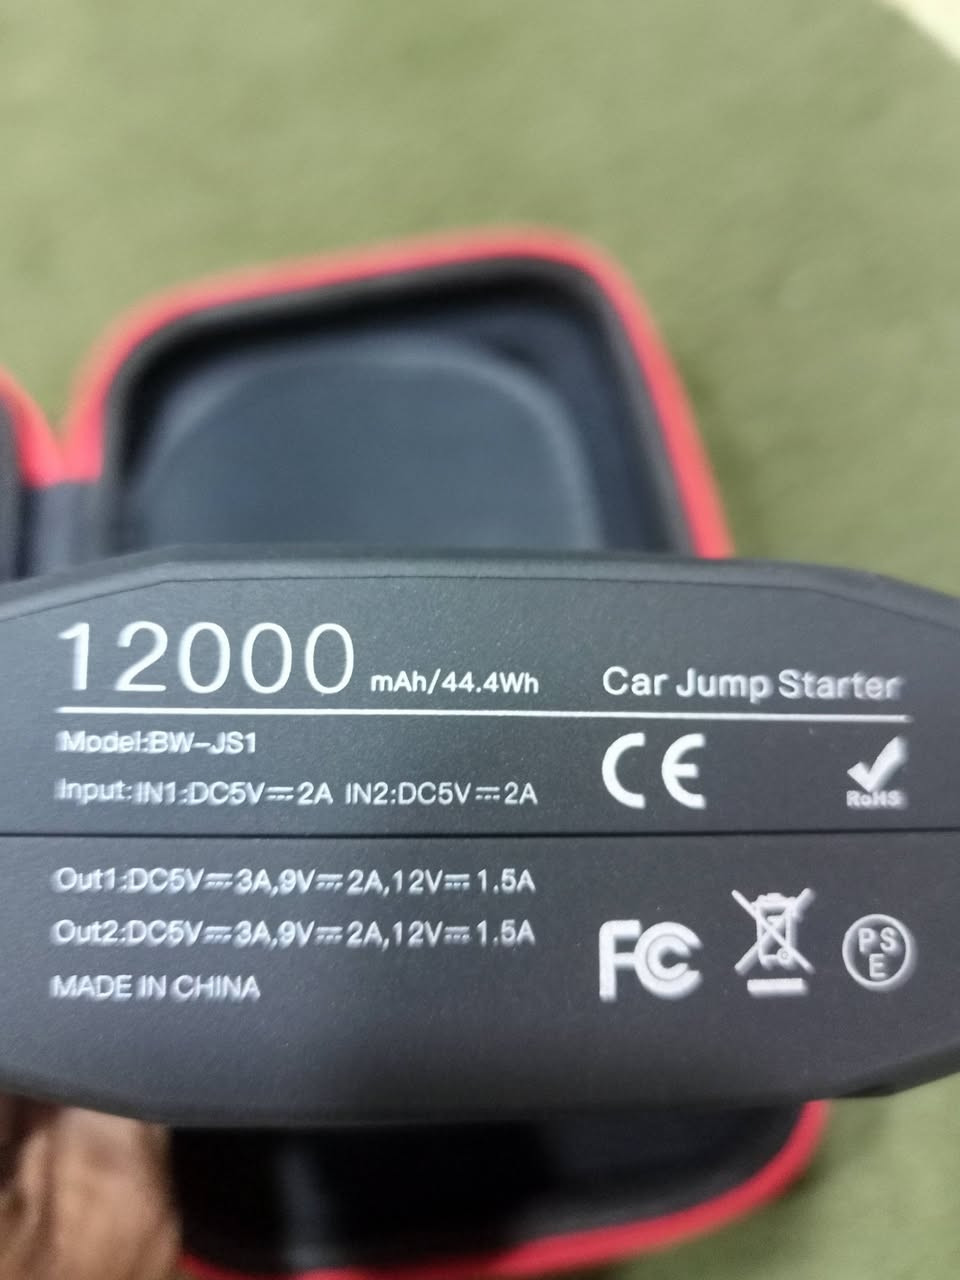 12000 mAh/44.4Wh Car Jump Starter
Model:BW-JS1
Input: IN1:DC5V⎓2A IN2:DC5V⎓2A
CE
RoHS
Out1:DC5V⎓3A,9V⎓2A,12V⎓1.5A
Out2:DC5V⎓3A,9V⎓2A,12V⎓1.5A
MADE IN CHINA
FC
PS
E